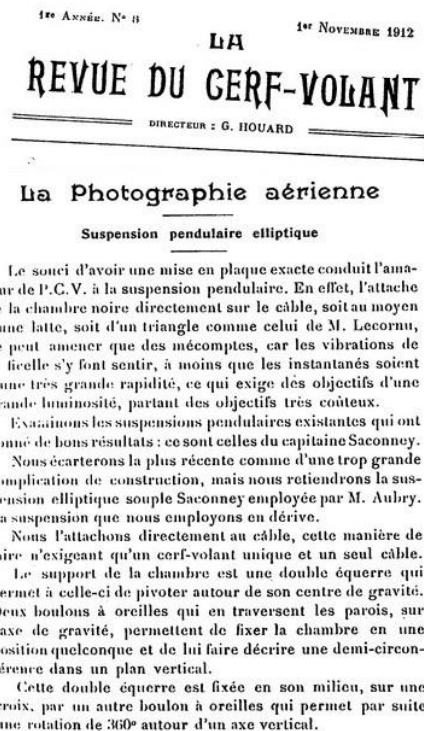 1re ANNÉE. N° 8
1er NOVEMBRE 1912
LA
REVUE DU CERF-VOLANT
DIRECTEUR : G. HOUARD
La Photographie aérienne
Suspension pendulaire elliptique
Le souci d'avoir une mise en plaque exacte conduit l'ama-
ur de P.C.V. à la suspension pendulaire. En effet, l'attache
la chambre noire directement sur le câble, soit au moyen
une latte, soit d'un triangle comme celui de M. Lecornu,
e peut amener que des mécomptes, car les vibrations de
ficelle s'y font sentir, à moins que les instantanés soient
une très grande rapidité, ce qui exige des objectifs d'une
rande luminosité, partant des objectifs très coûteux.
Examinons les suspensions pendulaires existantes qui ont
onné de bons résultats : ce sont celles du capitaine Saconney.
Nous écarterons la plus récente comme d'une trop grande
omplication de construction, mais nous retiendrons la sus-
ension elliptique souple Saconney employée par M. Aubry.
a suspension que nous employons en dérive.
Nous l'attachons directement au câble, cette manière de
aire n'exigeant qu'un cerf-volant unique et un seul câble.
Le support de la chambre est une double équerre qui
ermet à celle-ci de pivoter autour de son centre de gravité.
Deux boulons à oreilles qui en traversent les parois, sur
axe de gravité, permettent de fixer la chambre en une
osition quelconque et de lui faire décrire une demi-circon-
érence dans un plan vertical.
Cette double équerre est fixée en son milieu, sur une
croix, par un autre boulon à oreilles qui permet par suite
une rotation de 360° autour d'un axe vertical.